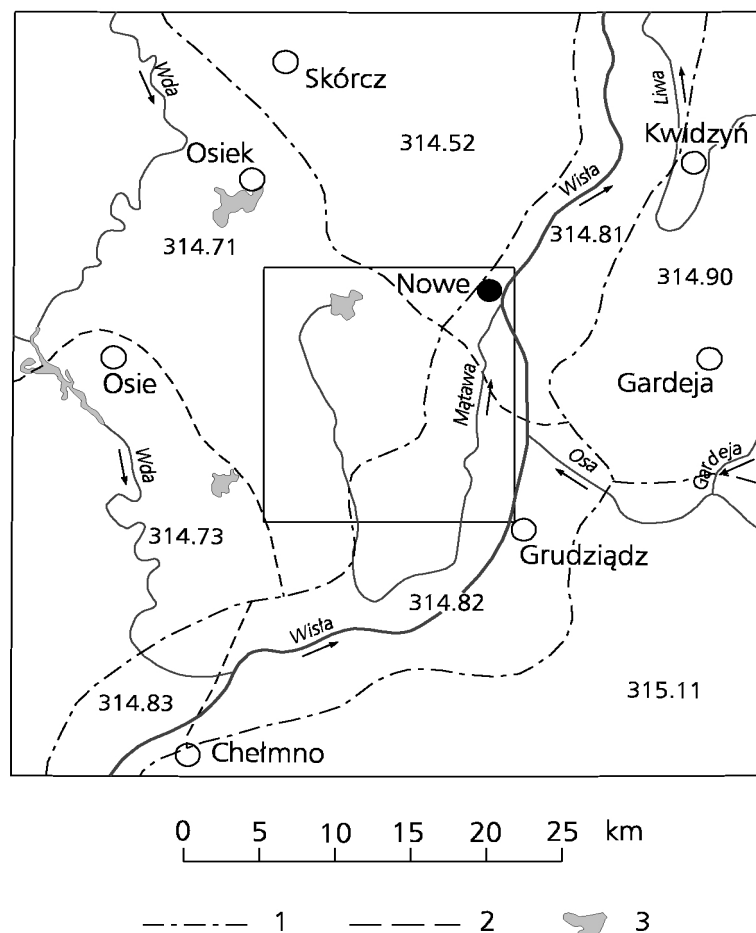 Wda
Skórcz
314.52
Liwa
Kwidzyń
Osiek
Wisła
314.71
314.81
314.90
Nowe
Osie
Mątawa
Gardeja
Wda
Osa
Gardeja
314.73
Grudziądz
314.82
Wisła
314.83
315.11
Chełmno
0 5 10 15 20 25 km
1 2 3